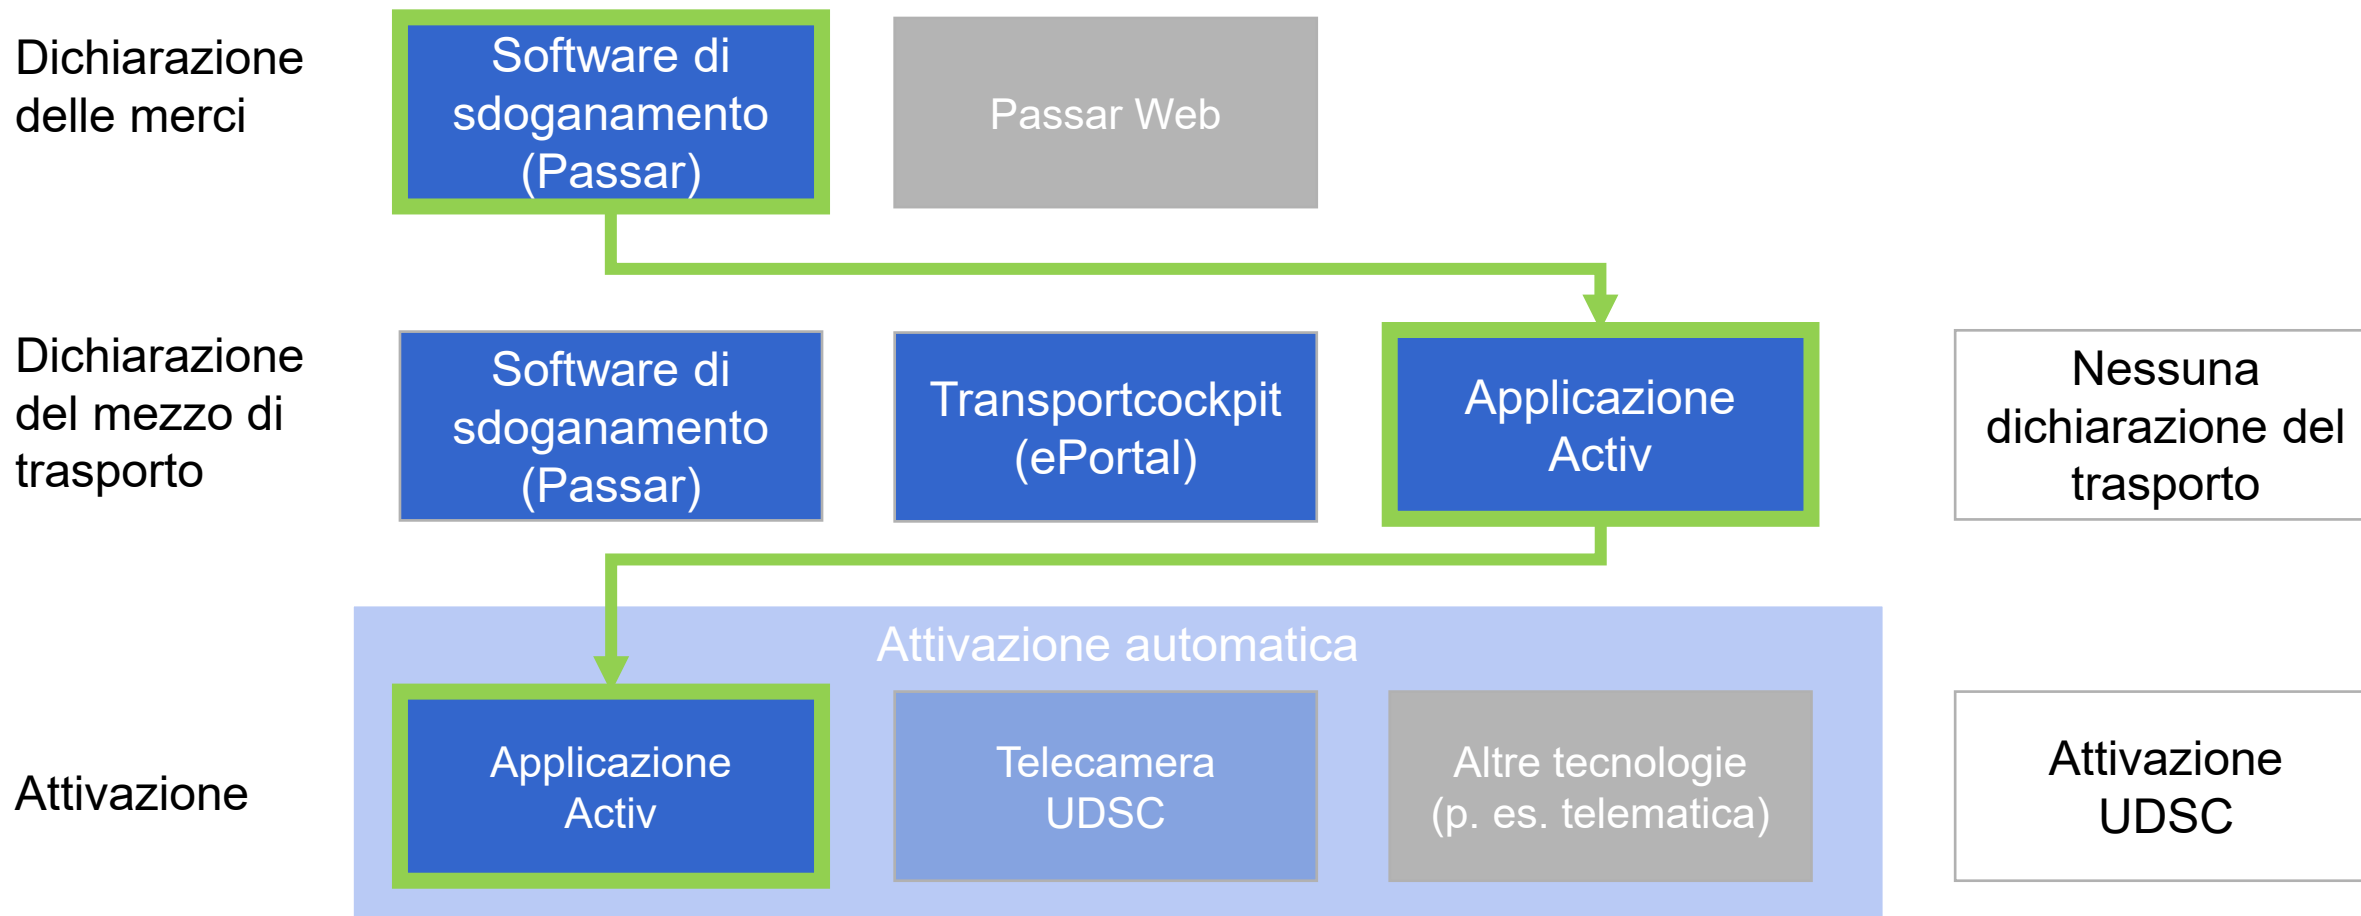 Dichiarazione
delle merci
Software di
sdoganamento
(Passar)
Passar Web
Dichiarazione
del mezzo di
trasporto
Software di
sdoganamento
(Passar)
Transportcockpit
(ePortal)
Applicazione
Activ
Nessuna
dichiarazione del
trasporto
Attivazione automatica
Attivazione
Applicazione
Activ
Telecamera
UDSC
Altre tecnologie
(p. es. telematica)
Attivazione
UDSC